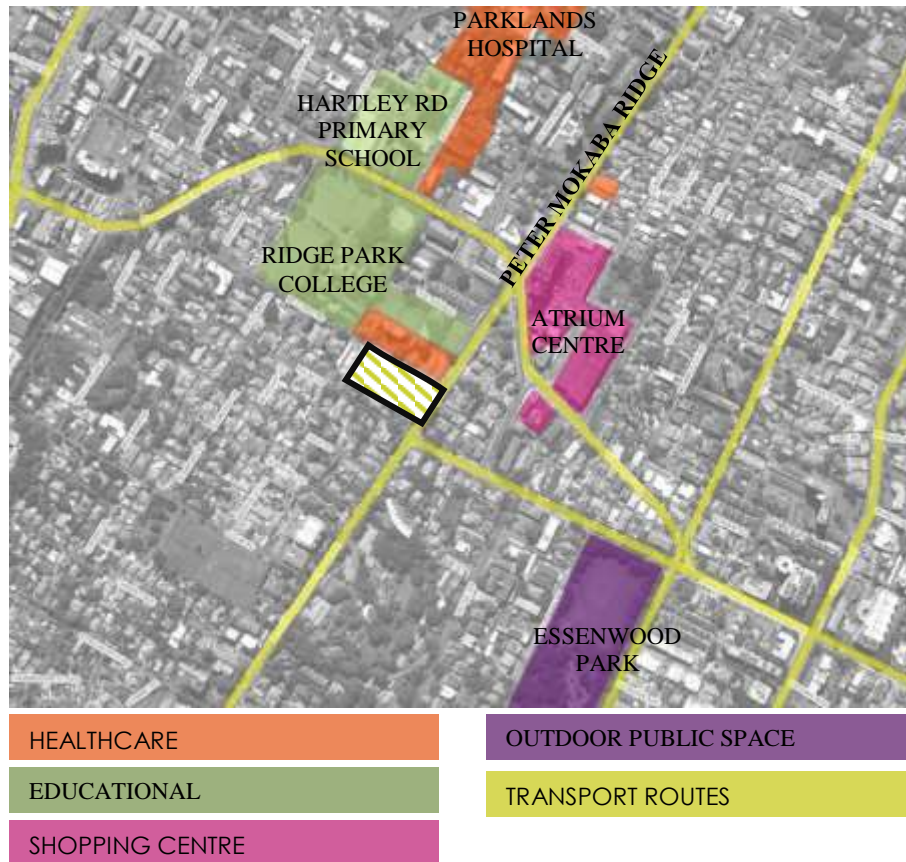 PARKLANDS
HOSPITAL
HARTLEY RD
PRIMARY
SCHOOL
PETER MOKABA RIDGE
RIDGE PARK
COLLEGE
ATRIUM
CENTRE
ESSENWOOD
PARK
HEALTHCARE
OUTDOOR PUBLIC SPACE
EDUCATIONAL
TRANSPORT ROUTES
SHOPPING CENTRE